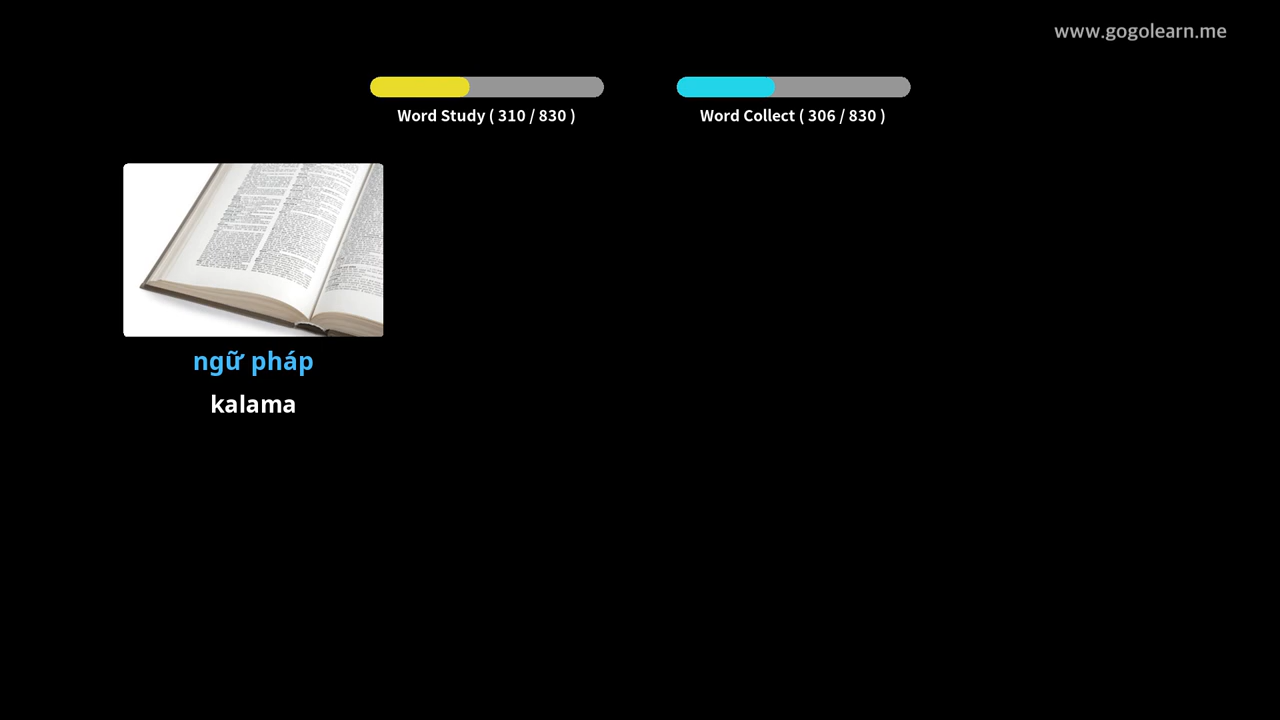 www.gogolearn.me
Word Study ( 310 / 830 )
Word Collect ( 306 / 830 )
ngữ pháp
kalama